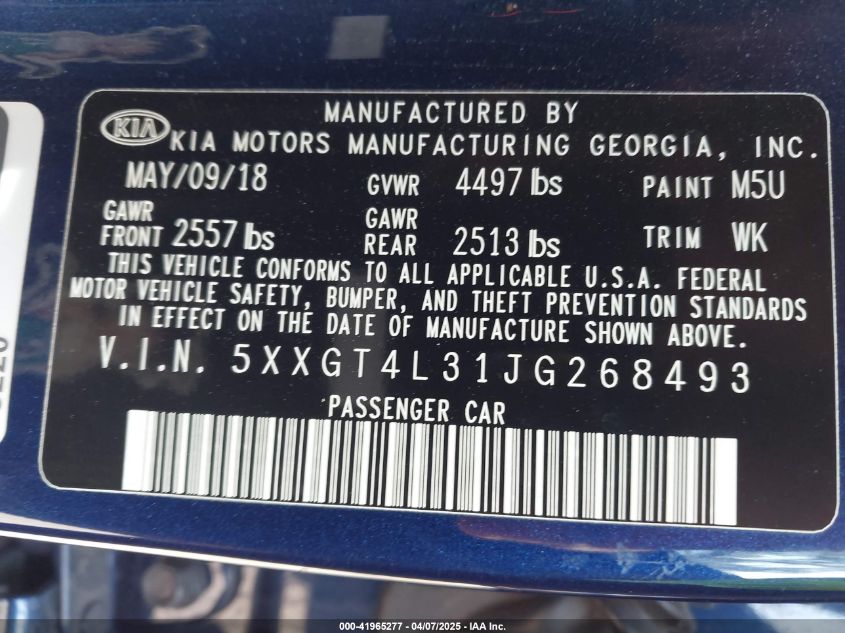 MANUFACTURED BY
KIA KIA MOTORS MANUFACTURING GEORGIA, INC.
MAY/09/18 GVWR 4497 lbs PAINT M5U
GAWR FRONT 2557 lbs GAWR REAR 2513 lbs TRIM WK
THIS VEHICLE CONFORMS TO ALL APPLICABLE U.S.A. FEDERAL
MOTOR VEHICLE SAFETY, BUMPER, AND THEFT PREVENTION STANDARDS
IN EFFECT ON THE DATE OF MANUFACTURE SHOWN ABOVE.
V.I.N. 5XXGT4L31JG268493
PASSENGER CAR
000-41965277 - 04/07/2025 - IAA Inc.